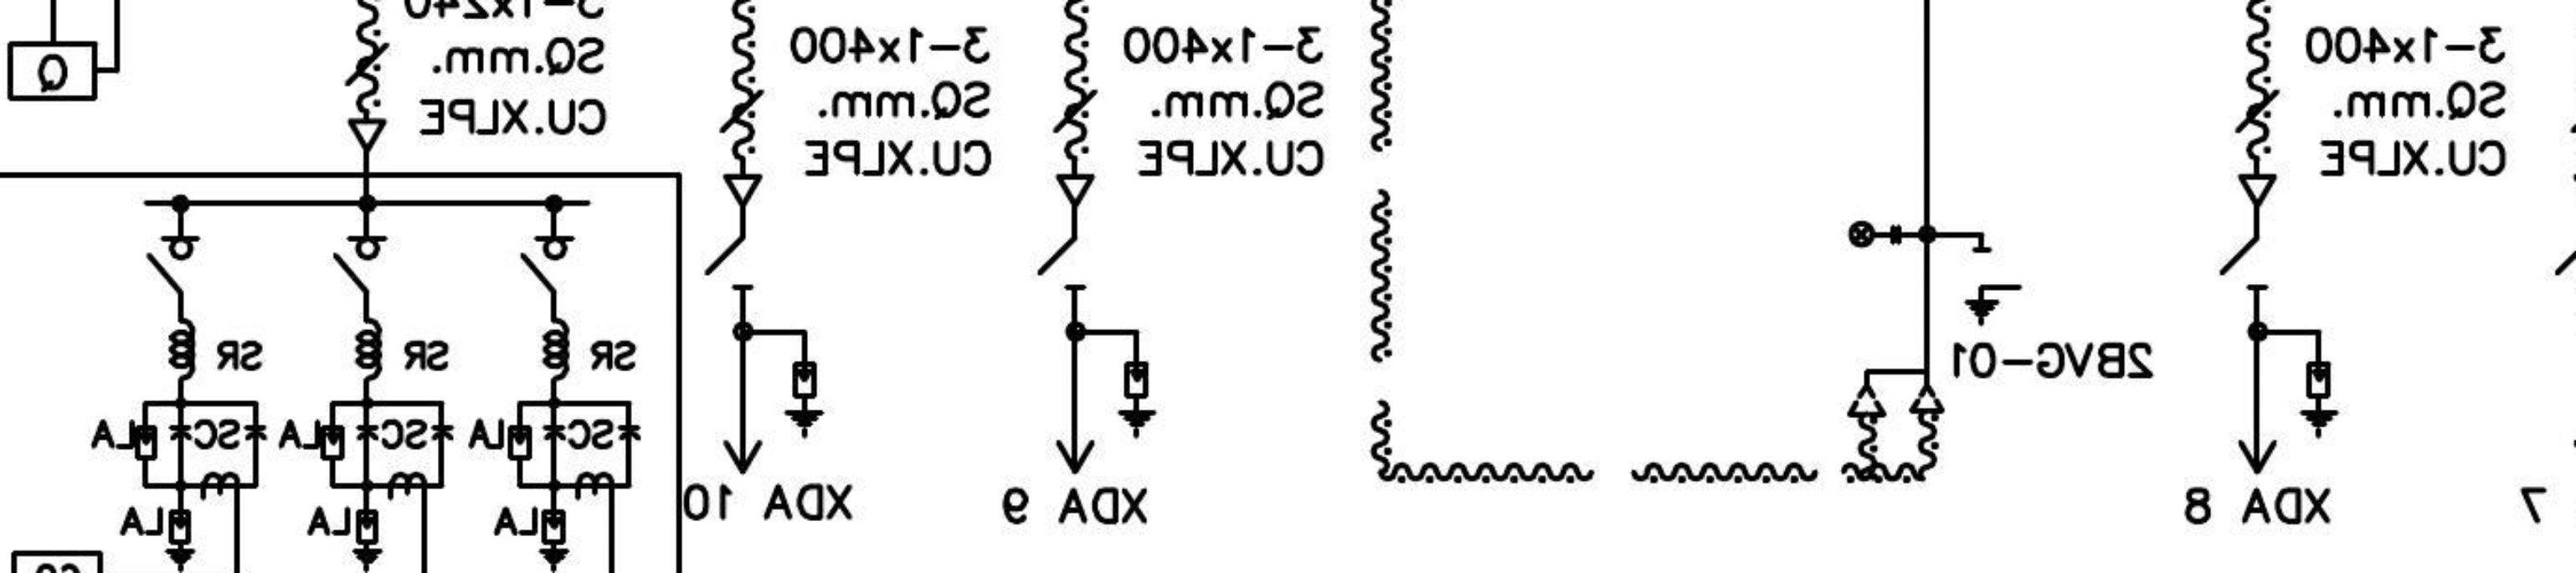 3-1x400
SQ.mm.
CU.XLPE
3-1x400
SQ.mm.
CU.XLPE
3-1x400
SQ.mm.
CU.XLPE
3-1x240
SQ.mm.
CU.XLPE
Q
2BVG-01
SR
SR
SR
SC
LA
SC
LA
SC
LA
7
XDA 8
XDA 9
XDA 10
LA
LA
LA